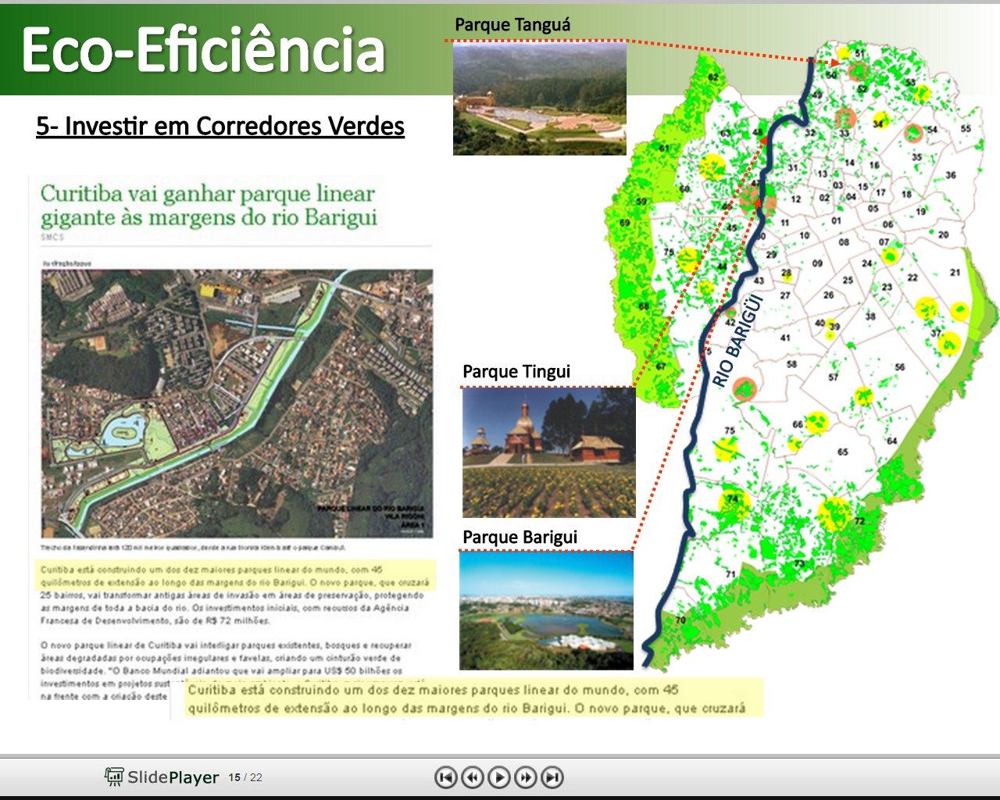 Eco-Eficiência
5- Investir em Corredores Verdes
Curitiba vai ganhar parque linear
gigante às margens do rio Barigui
SMCS
PARQUE LINEAR DO RIO BARIGUI
VILA RIGONI
ÁREA 1
Curitiba está construindo um dos dez maiores parques linear do mundo, com 45
quilômetros de extensão ao longo das margens do rio Barigui. O novo parque, que cruzará
25 bairros, vai transformar antigas áreas de invasão em áreas de preservação, protegendo
as margens de toda a bacia do rio. Os investimentos iniciais, com recursos da Agência
Francesa de Desenvolvimento, são de R$ 72 milhões.
O novo parque linear de Curitiba vai interligar parques existentes, bosques e recuperar
áreas degradadas por ocupações irregulares e favelas, criando um cinturão verde de
biodiversidade. "O Banco Mundial adiantou que vai ampliar para US$ 50 bilhões os
investimentos em projetos
na frente com a criação deste
Curitiba está construindo um dos dez maiores parques linear do mundo, com 45
quilômetros de extensão ao longo das margens do rio Barigui. O novo parque, que cruzará
Parque Tanguá
Parque Tingui
Parque Barigui
RIO BARIGÜI
51
50
62
53
52
49
34
54
55
63
48
32
33
61
35
31
14
16
36
13
47
60
03
15
17
18
12
02
04
59
46
05
19
69
45
11
01
06
20
10
08
07
75
29
09
24
44
28
21
43
25
22
23
27
26
68
38
42
40
39
37
41
67
58
56
57
66
75
64
65
74
72
73
71
70
SlidePlayer
15 / 22